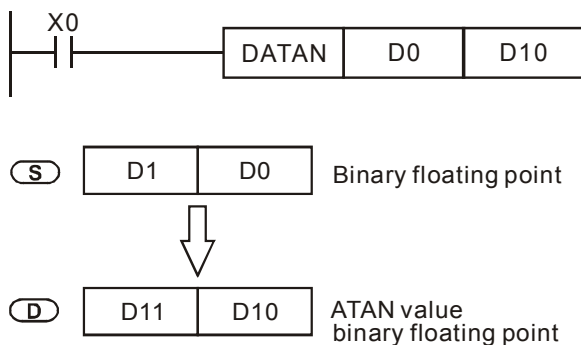 X0
DATAN D0 D10
S D1 D0 Binary floating point
D D11 D10 ATAN value
binary floating point